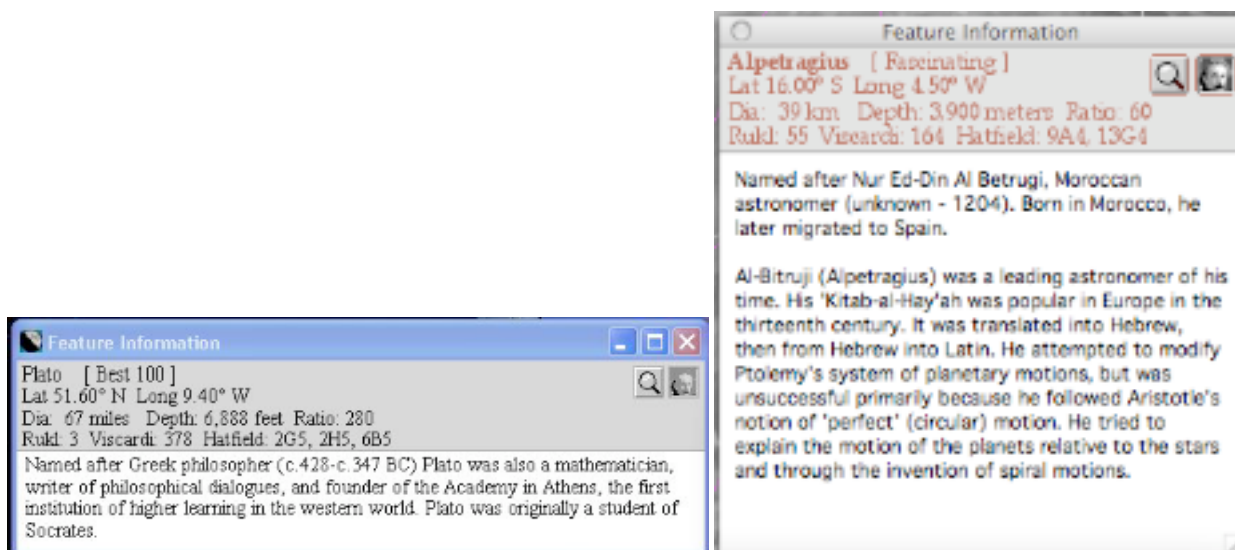 Feature Information
Plato [ Best 100 ]
Lat 51.60° N Long 9.40° W
Dia: 67 miles Depth: 6,888 feet Ratio: 280
Rukl: 3 Viscardi: 378 Hatfield: 2G5, 2H5, 6B5
Named after Greek philosopher (c.428-c.347 BC) Plato was also a mathematician,
writer of philosophical dialogues, and founder of the Academy in Athens, the first
institution of higher learning in the western world. Plato was originally a student of
Socrates.
Feature Information
Alpetragius [ Fascinating ]
Lat 16.00° S Long 4.50° W
Dia: 39 km Depth: 3,900 meters Ratio: 60
Rukl: 55 Viscardi: 164 Hatfield: 9A4, 13G4
Named after Nur Ed-Din Al Betrugi, Moroccan
astronomer (unknown - 1204). Born in Morocco, he
later migrated to Spain.
Al-Bitruji (Alpetragius) was a leading astronomer of his
time. His 'Kitab-al-Hay'ah was popular in Europe in the
thirteenth century. It was translated into Hebrew,
then from Hebrew into Latin. He attempted to modify
Ptolemy's system of planetary motions, but was
unsuccessful primarily because he followed Aristotle's
notion of 'perfect' (circular) motion. He tried to
explain the motion of the planets relative to the stars
and through the invention of spiral motions.